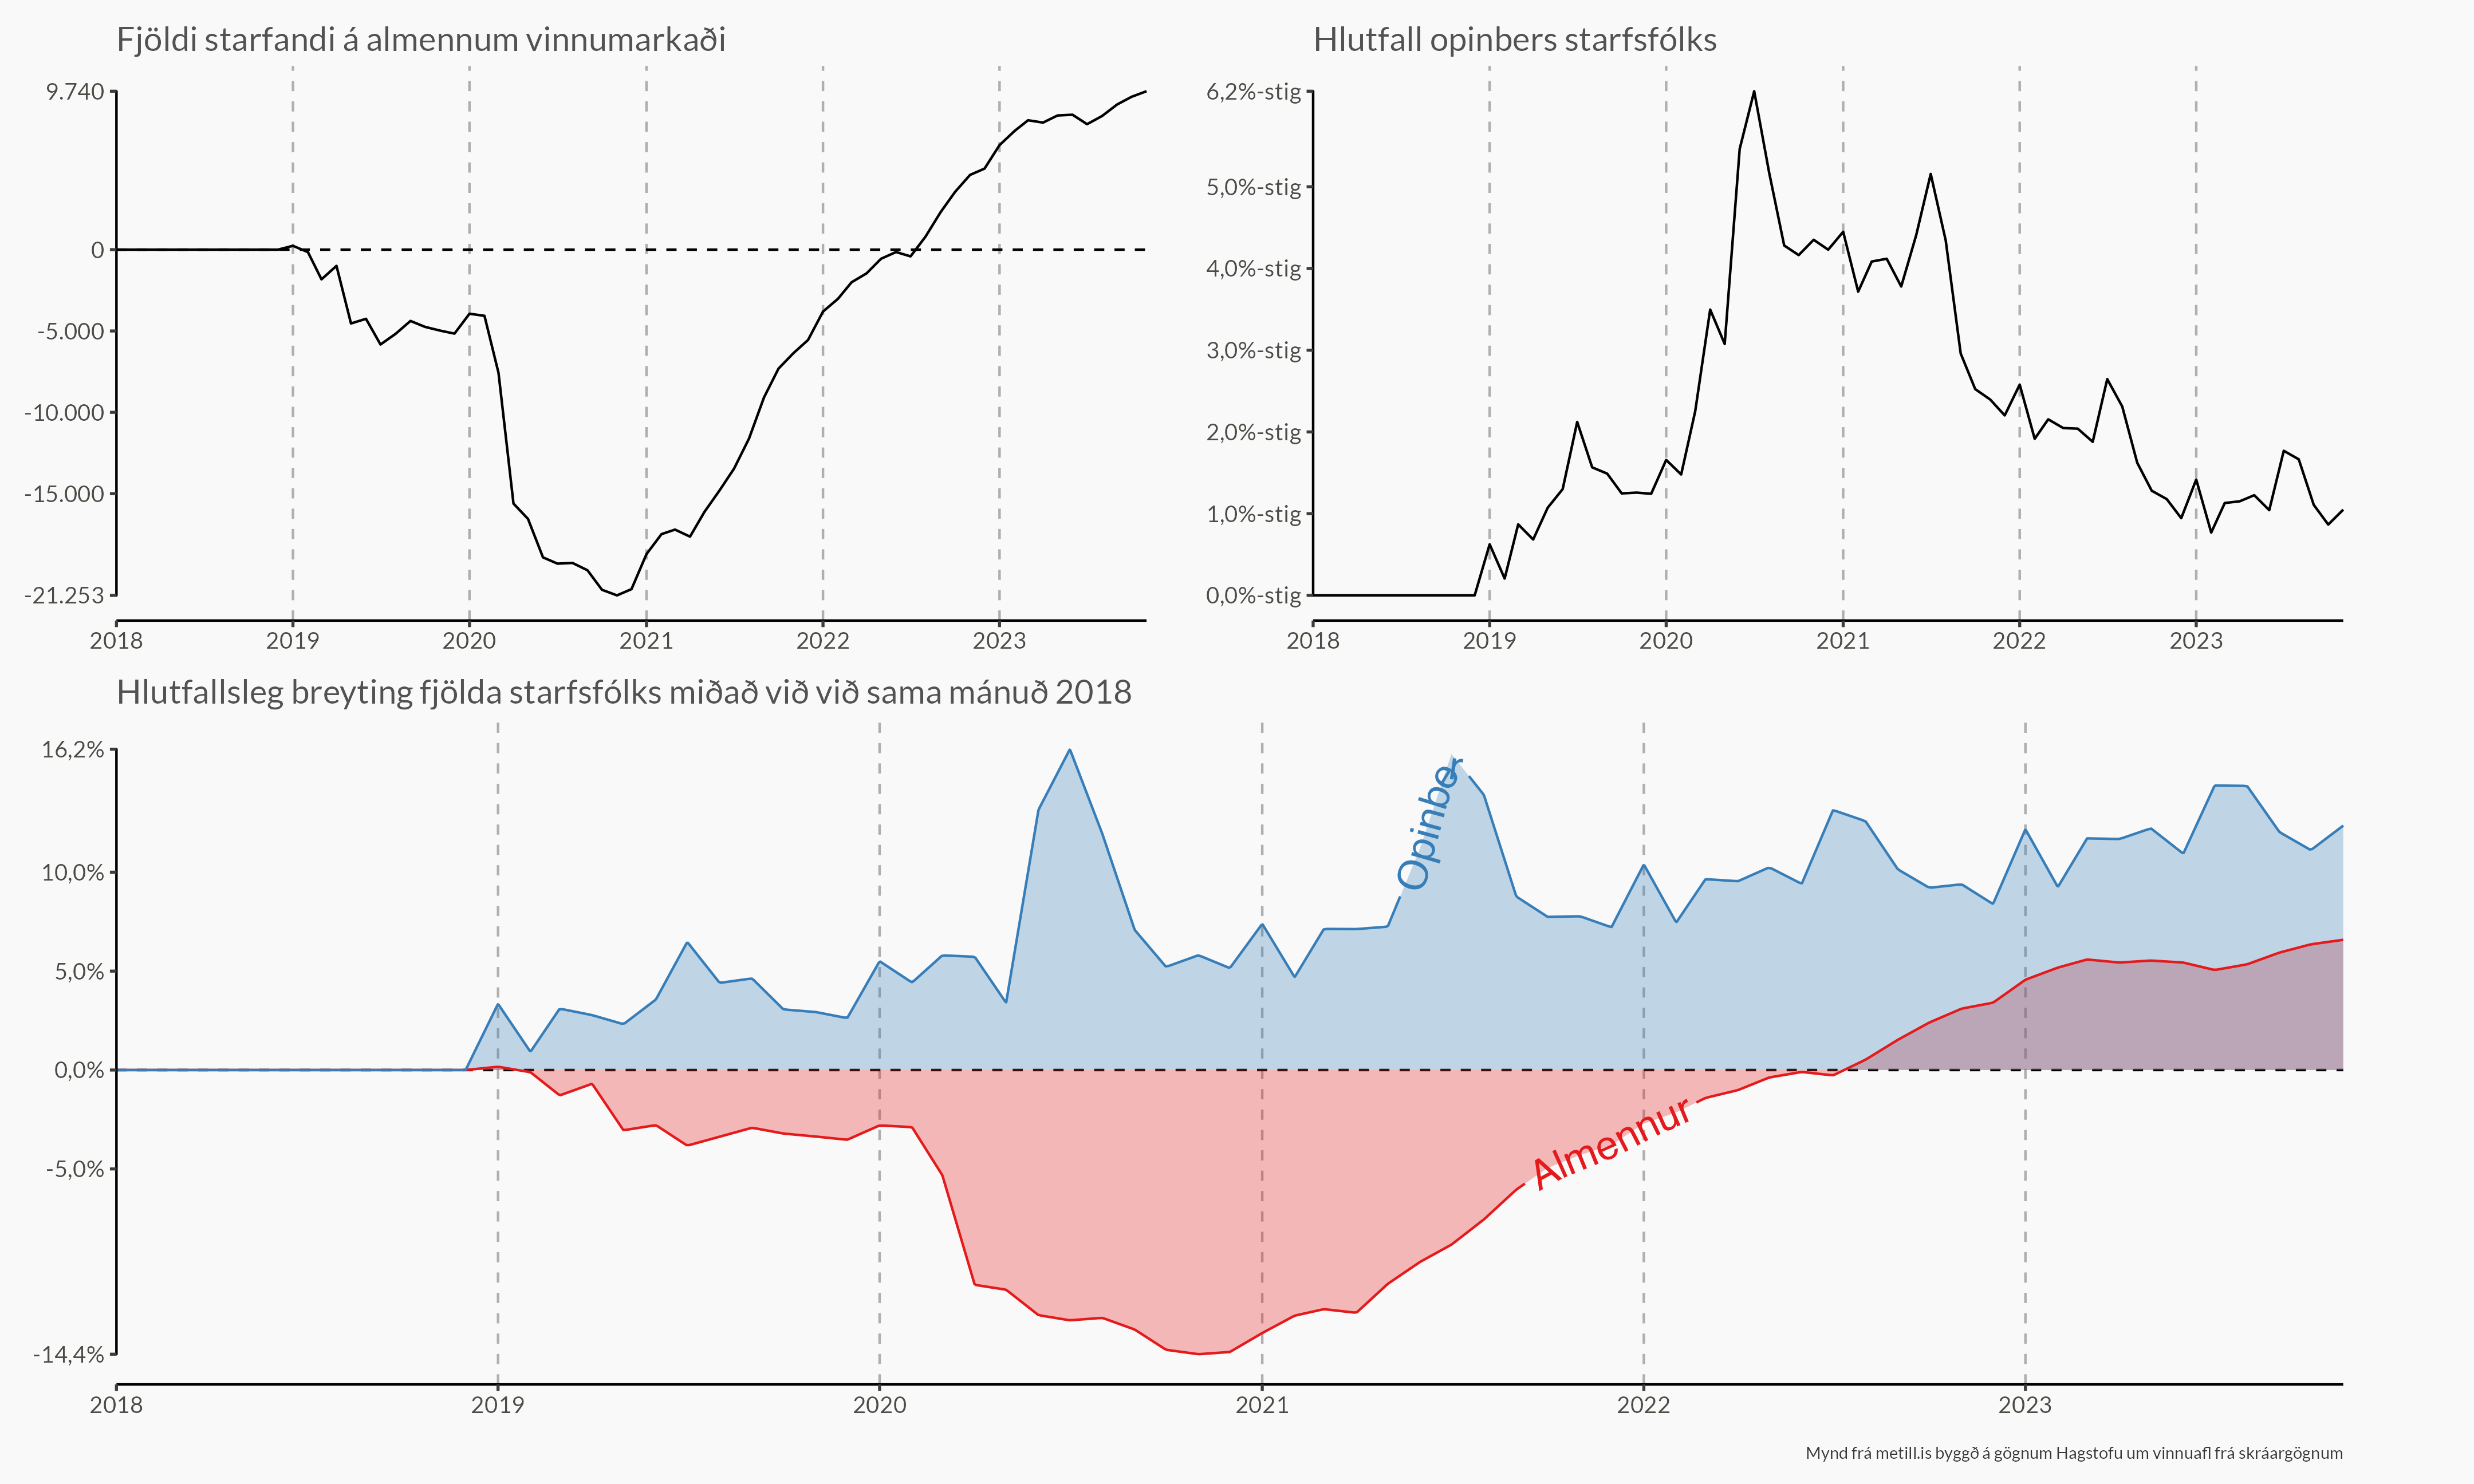 Fjöldi starfandi á almennum vinnumarkaði
9.740
0
-5.000
-10.000
-15.000
-21.253
2018 2019 2020 2021 2022 2023
Hlutfall opinbers starfsfólks
6,2%-stig
5,0%-stig
4,0%-stig
3,0%-stig
2,0%-stig
1,0%-stig
0,0%-stig
2018 2019 2020 2021 2022 2023
Hlutfallsleg breyting fjölda starfsfólks miðað við við sama mánuð 2018
16,2%
10,0%
5,0%
0,0%
-5,0%
-14,4%
Opinber
Almennur
2018 2019 2020 2021 2022 2023
Mynd frá metill.is byggð á gögnum Hagstofu um vinnuafl frá skráargögnum